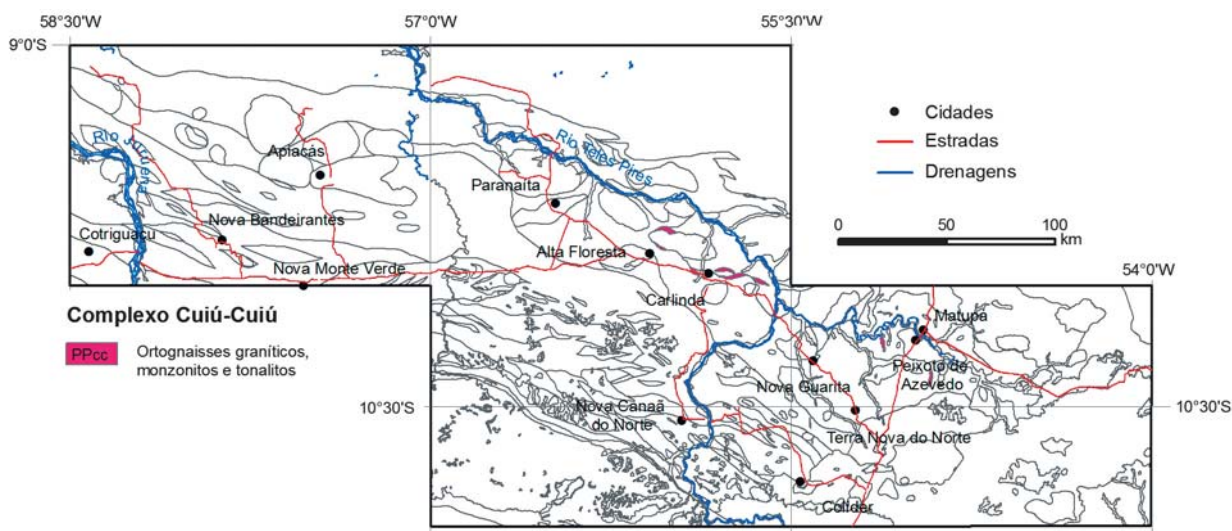 58°30'W
57°0'W
55°30'W
9°0'S
Cidades
Estradas
Drenagens
Rio Juruena
Rio Teles Pires
Apiacás
Paranaíta
Nova Bandeirantes
Cotriguaçu
Alta Floresta
Nova Monte Verde
0 50 100
km
54°0'W
Carlinda
Complexo Cuiú-Cuiú
PPcc
Ortognaisses graníticos,
monzonitos e tonalitos
Matupá
Peixoto de
Azevedo
Nova Guarita
10°30'S
10°30'S
Nova Canaã
do Norte
Terra Nova do Norte
Colíder